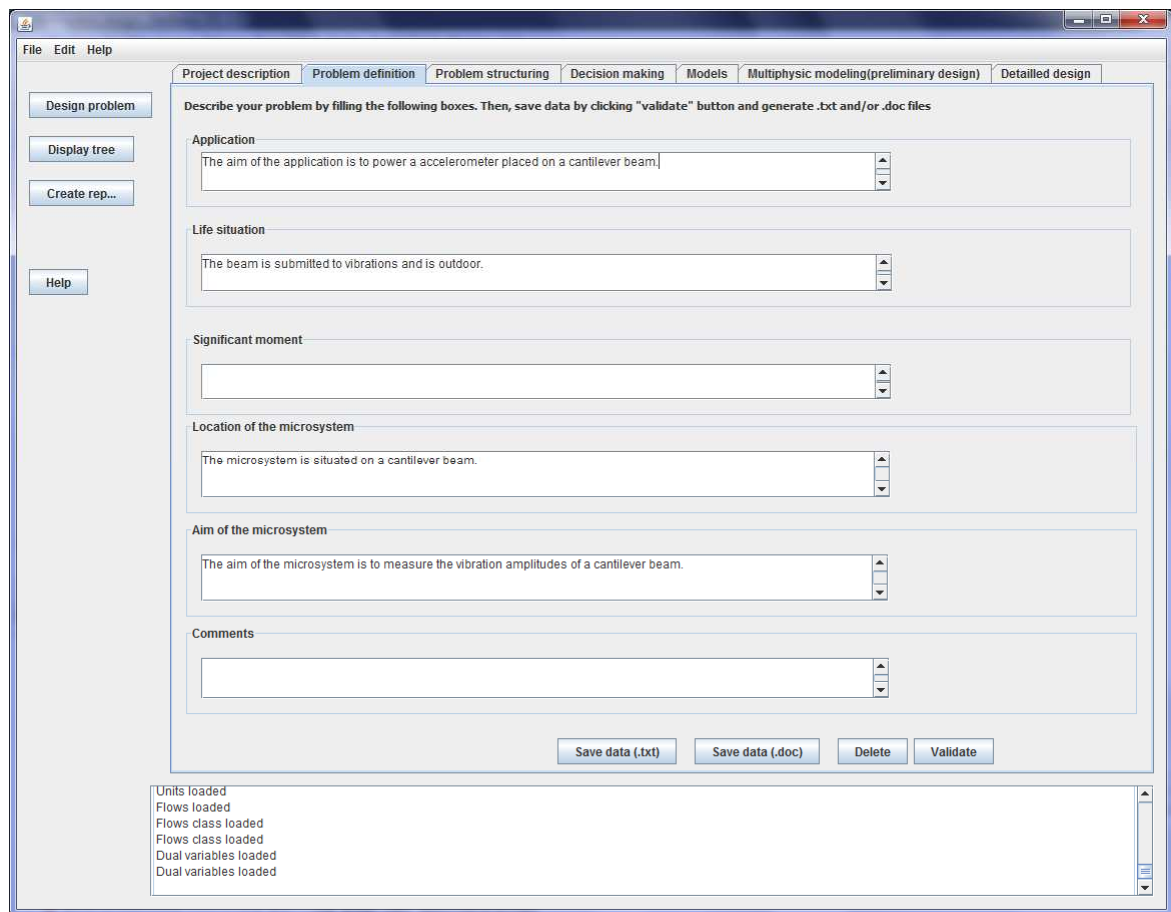 File Edit Help
Project description Problem definition Problem structuring Decision making Models Multiphysic modeling(preliminary design) Detailled design
Design problem
Display tree
Create rep...
Help
Describe your problem by filling the following boxes. Then, save data by clicking "validate" button and generate .txt and/or .doc files
Application
The aim of the application is to power a accelerometer placed on a cantilever beam.
Life situation
The beam is submitted to vibrations and is outdoor.
Significant moment
Location of the microsystem
The microsystem is situated on a cantilever beam.
Aim of the microsystem
The aim of the microsystem is to measure the vibration amplitudes of a cantilever beam.
Comments
Save data (.txt) Save data (.doc) Delete Validate
Units loaded
Flows loaded
Flows class loaded
Flows class loaded
Dual variables loaded
Dual variables loaded